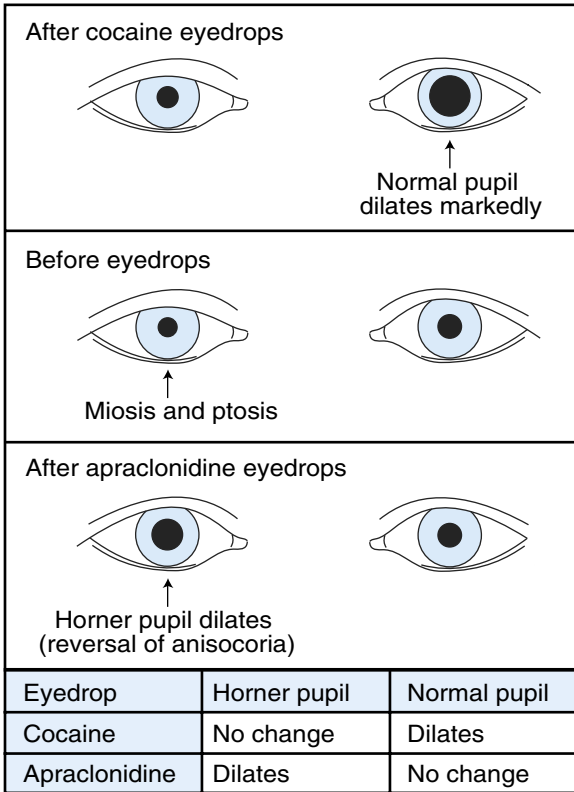 After cocaine eyedrops
Normal pupil
dilates markedly
Before eyedrops
Miosis and ptosis
After apraclonidine eyedrops
Horner pupil dilates
(reversal of anisocoria)
Eyedrop Horner pupil Normal pupil
Cocaine No change Dilates
Apraclonidine Dilates No change